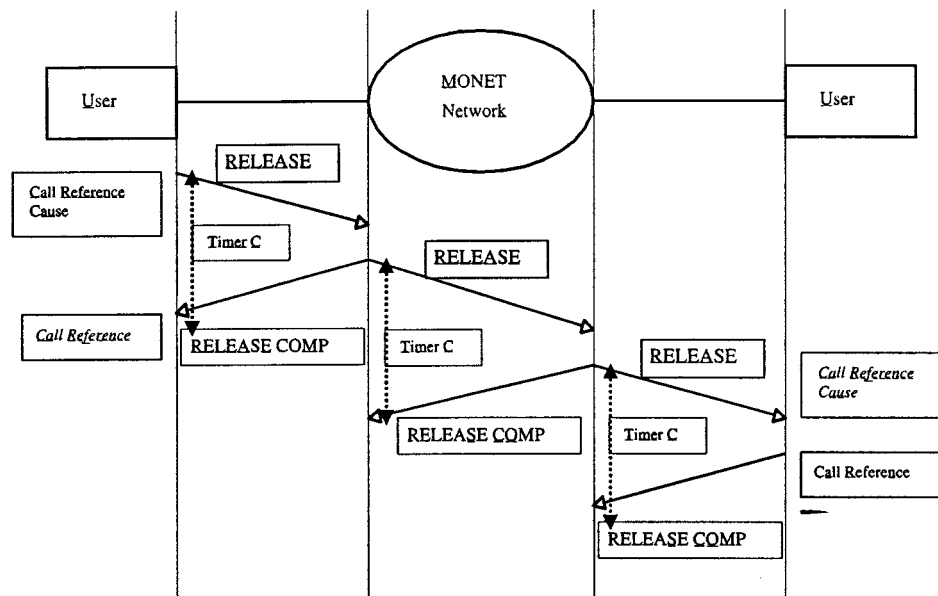 User
MONET
Network
User
RELEASE
Call Reference
Cause
Timer C
RELEASE
Call Reference
RELEASE COMP
Timer C
RELEASE
Call Reference
Cause
RELEASE COMP
Timer C
Call Reference
RELEASE COMP